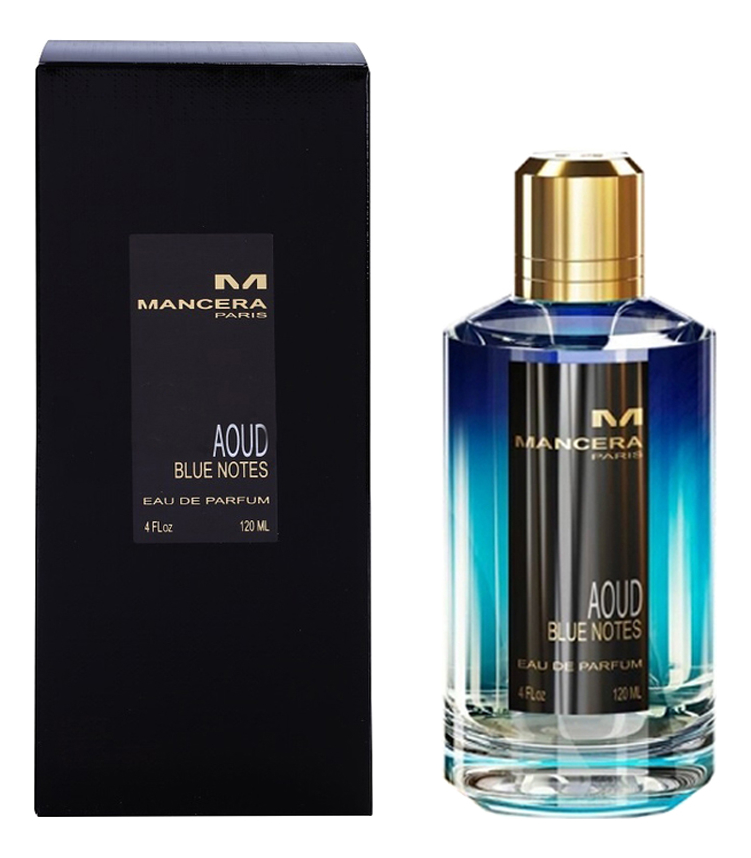 M
MANCERA
PARIS
AOUD
BLUE NOTES
EAU DE PARFUM
4 FLoz 120 ML
M
MANCERA
PARIS
AOUD
BLUE NOTES
EAU DE PARFUM
4 FLoz 120 ML